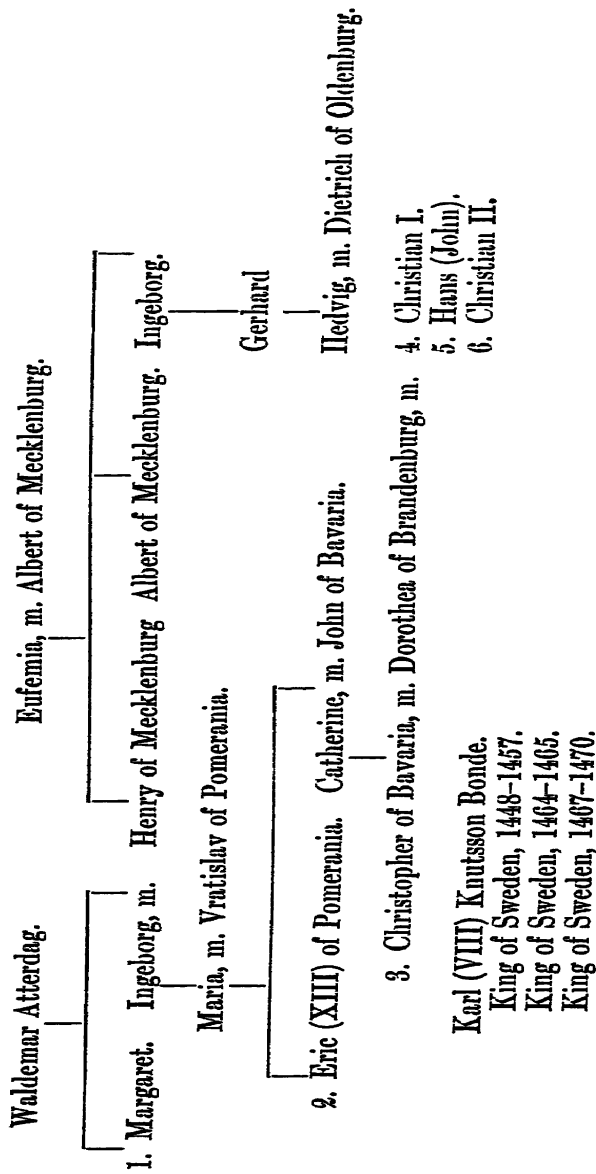 Waldemar Atterdag. Eufemia, m. Albert of Mecklenburg.
1. Margaret. Ingeborg, m. Henry of Mecklenburg Albert of Mecklenburg. Ingeborg.
Maria, m. Vratislav of Pomerania. Gerhard
2. Eric (XIII) of Pomerania. Catherine, m. John of Bavaria. Hedvig, m. Dietrich of Oldenburg.
3. Christopher of Bavaria, m. Dorothea of Brandenburg, m. 4. Christian I.
5. Hans (John).
6. Christian II.
Karl (VIII) Knutsson Bonde.
King of Sweden, 1448–1457.
King of Sweden, 1464–1465.
King of Sweden, 1467–1470.